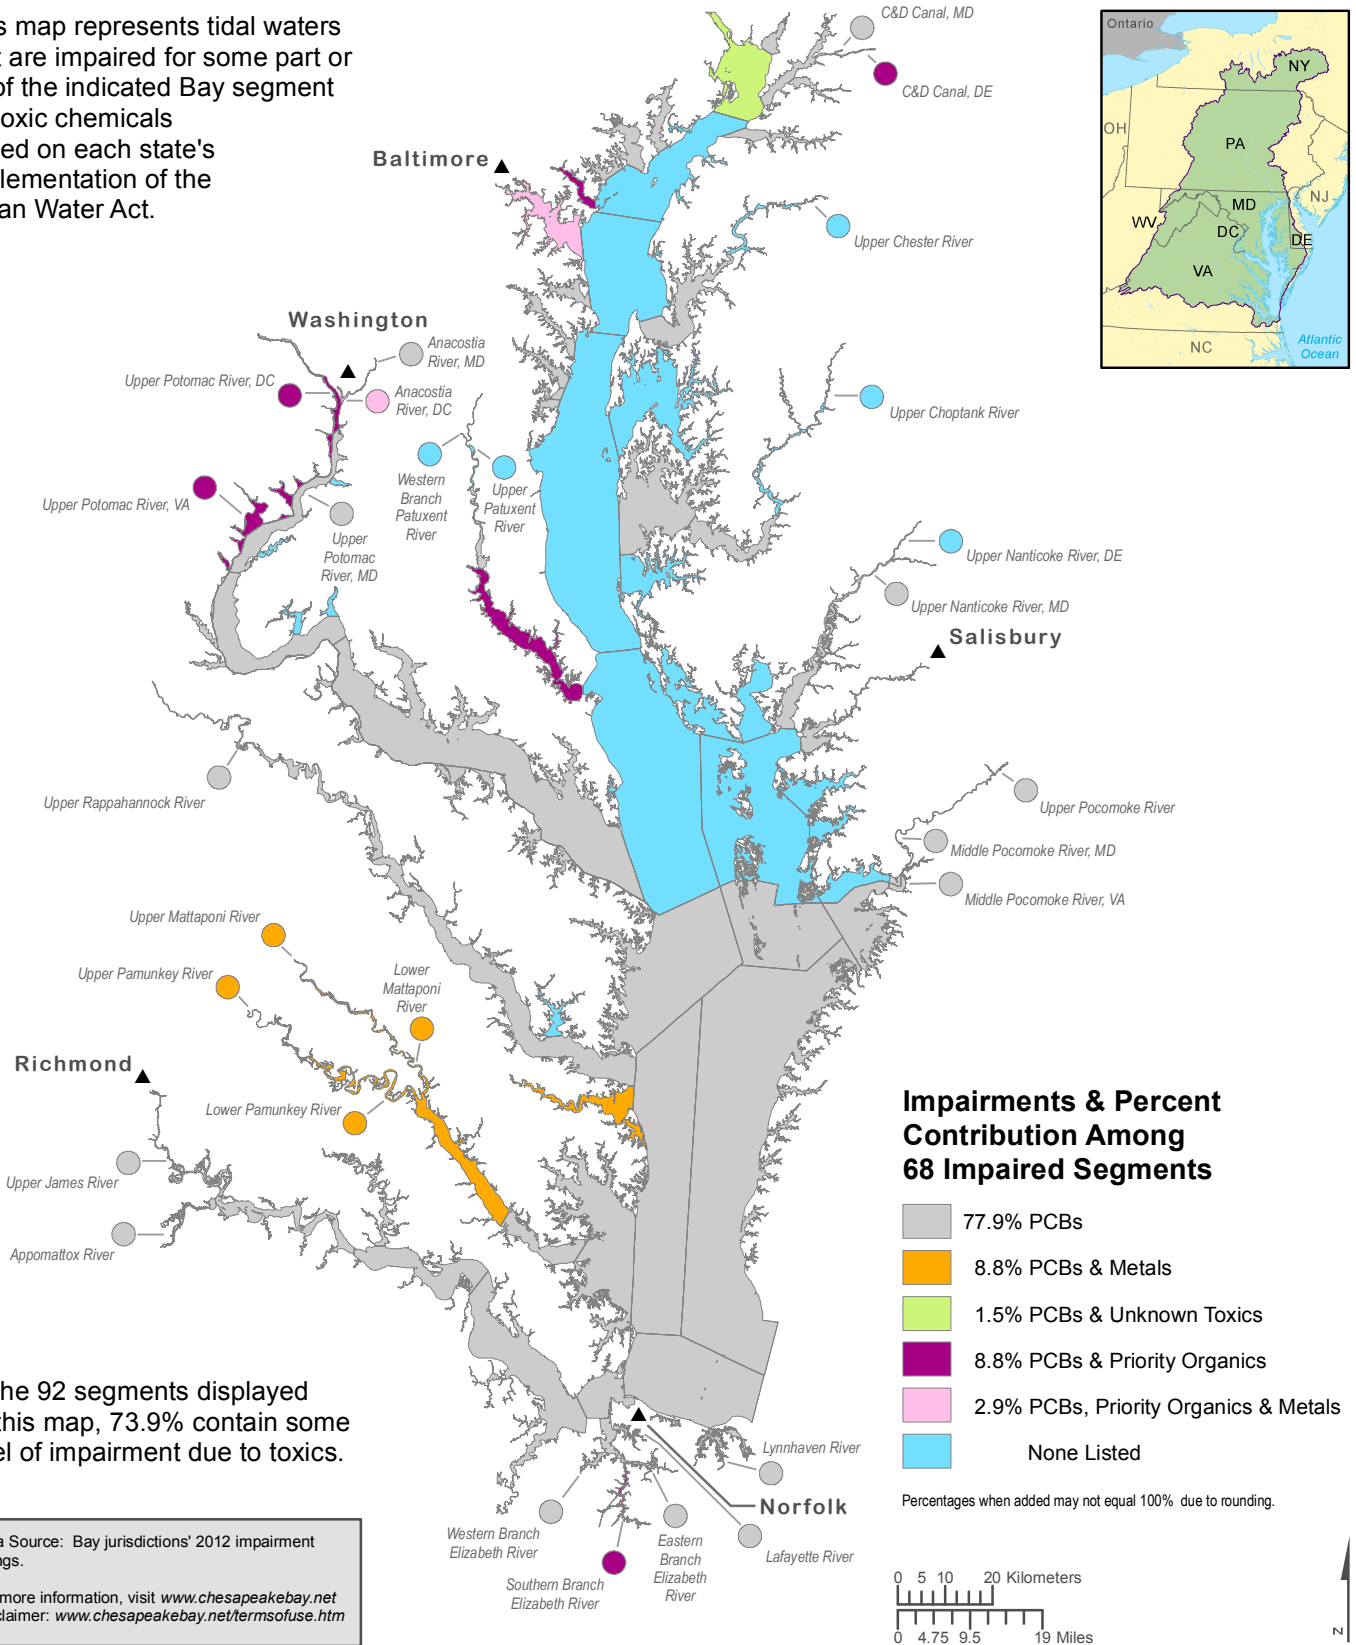 s map represents tidal waters
t are impaired for some part or
of the indicated Bay segment
oxic chemicals
ed on each state's
lementation of the
an Water Act.
C&D Canal, MD
C&D Canal, DE
Ontario
NY
OH
PA
NJ
WV
MD
DC
DE
VA
NC
Atlantic
Ocean
Baltimore
Upper Chester River
Washington
Anacostia
River, MD
Upper Potomac River, DC
Anacostia
River, DC
Upper Choptank River
Western
Branch
Patuxent
River
Upper
Patuxent
River
Upper Potomac River, VA
Upper
Potomac
River, MD
Upper Nanticoke River, DE
Upper Nanticoke River, MD
Salisbury
Upper Rappahannock River
Upper Pocomoke River
Middle Pocomoke River, MD
Middle Pocomoke River, VA
Upper Mattaponi River
Upper Pamunkey River
Lower
Mattaponi
River
Richmond
Lower Pamunkey River
Upper James River
Appomattox River
Impairments & Percent
Contribution Among
68 Impaired Segments
77.9% PCBs
8.8% PCBs & Metals
1.5% PCBs & Unknown Toxics
8.8% PCBs & Priority Organics
2.9% PCBs, Priority Organics & Metals
None Listed
Percentages when added may not equal 100% due to rounding.
he 92 segments displayed
this map, 73.9% contain some
el of impairment due to toxics.
Lynnhaven River
Norfolk
Western Branch
Elizabeth River
Southern Branch
Elizabeth River
Eastern
Branch
Elizabeth
River
Lafayette River
a Source: Bay jurisdictions' 2012 impairment
ngs.
more information, visit www.chesapeakebay.net
claimer: www.chesapeakebay.net/termsofuse.htm
0 5 10 20 Kilometers
0 4.75 9.5 19 Miles
N